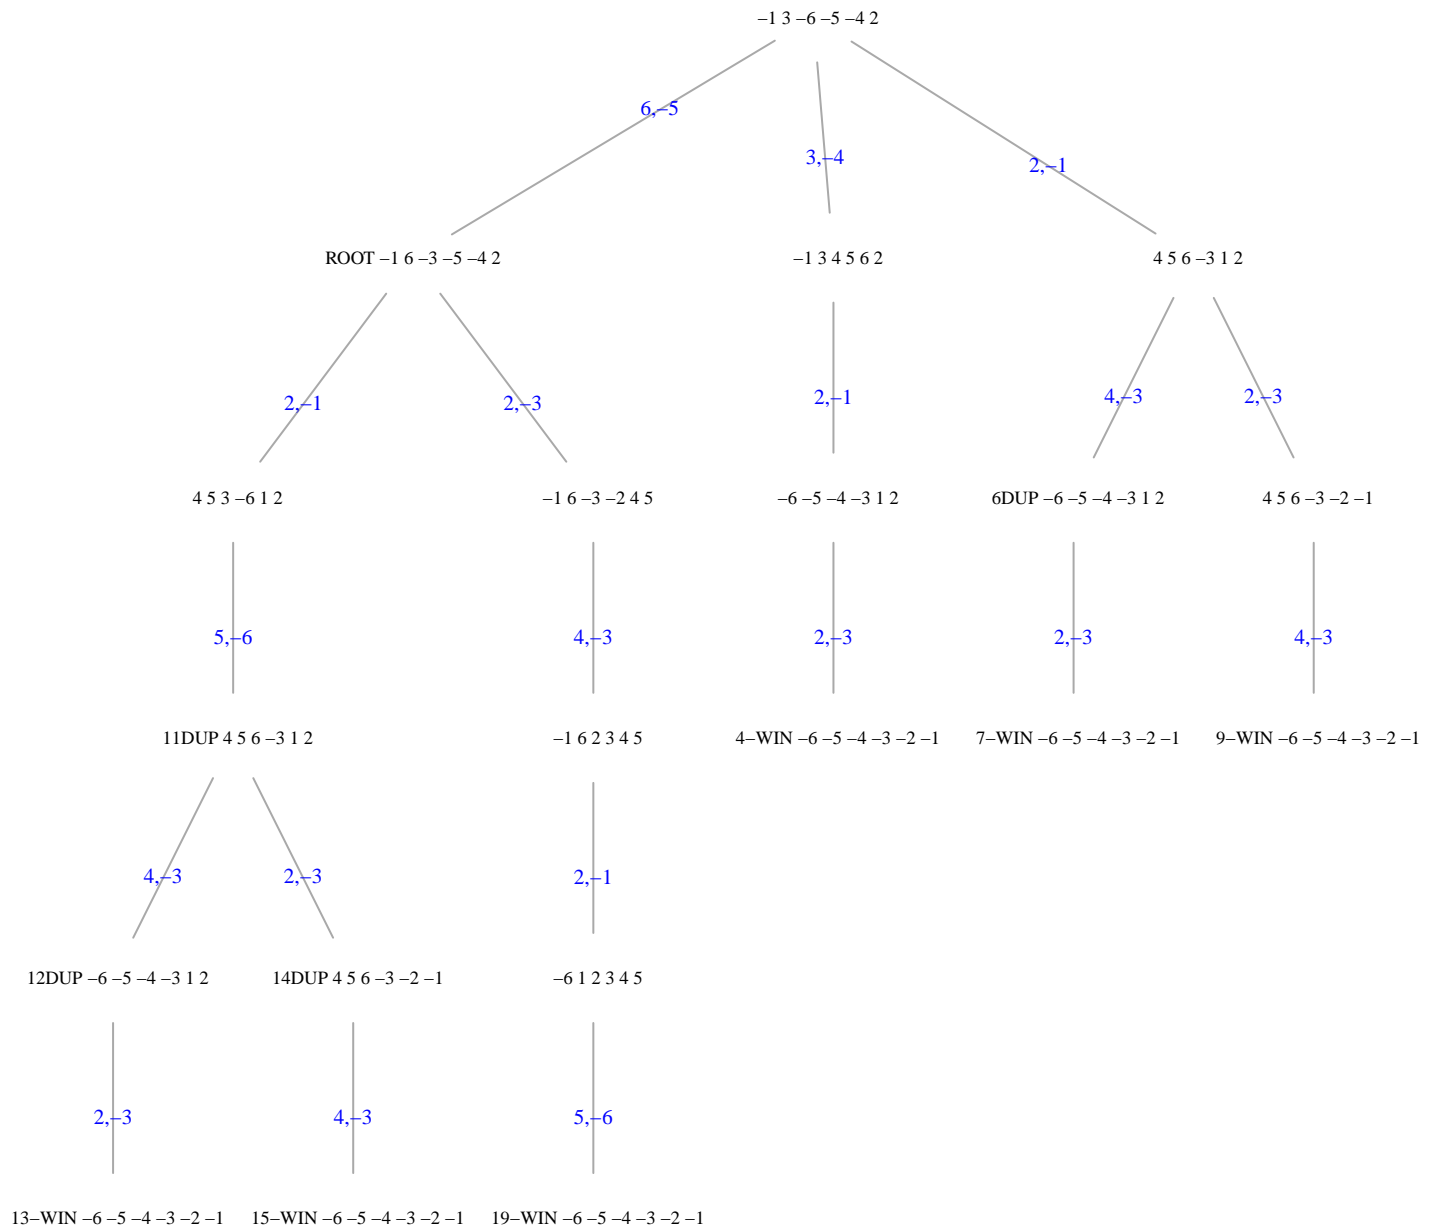 –1 3 –6 –5 –4 2
6,–5
3,–4
2,–1
ROOT –1 6 –3 –5 –4 2
–1 3 4 5 6 2
4 5 6 –3 1 2
2,–1
2,–3
2,–1
4,–3
2,–3
4 5 3 –6 1 2
–1 6 –3 –2 4 5
–6 –5 –4 –3 1 2
6DUP –6 –5 –4 –3 1 2
4 5 6 –3 –2 –1
5,–6
4,–3
2,–3
2,–3
4,–3
11DUP 4 5 6 –3 1 2
–1 6 2 3 4 5
4–WIN –6 –5 –4 –3 –2 –1
7–WIN –6 –5 –4 –3 –2 –1
9–WIN –6 –5 –4 –3 –2 –1
4,–3
2,–3
2,–1
12DUP –6 –5 –4 –3 1 2
14DUP 4 5 6 –3 –2 –1
–6 1 2 3 4 5
2,–3
4,–3
5,–6
13–WIN –6 –5 –4 –3 –2 –1
15–WIN –6 –5 –4 –3 –2 –1
19–WIN –6 –5 –4 –3 –2 –1